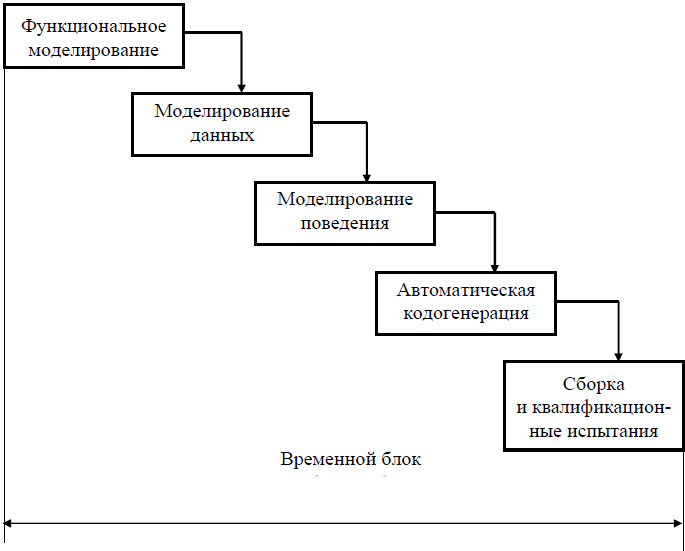 Функциональное
моделирование
Моделирование
данных
Моделирование
поведения
Автоматическая
кодогенерация
Сборка
и квалификацион-
ные испытания
Временной блок